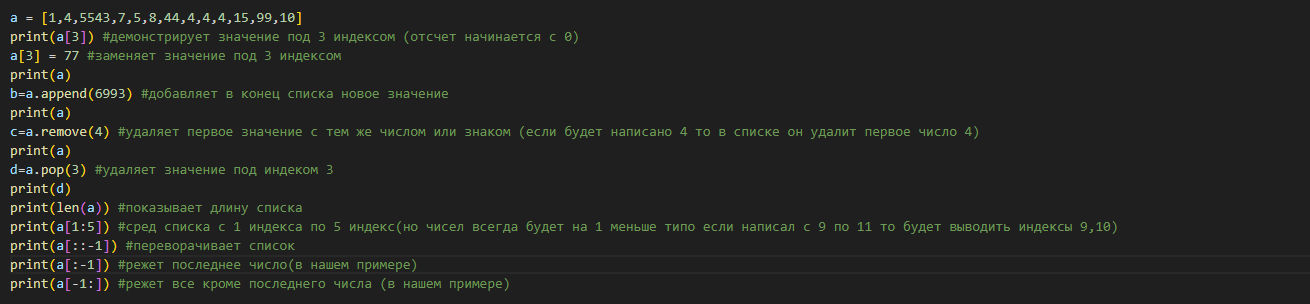 a = [1,4,5543,7,5,8,44,4,4,4,15,99,10]
print(a[3]) #демонстрирует значение под 3 индексом (отсчет начинается с 0)
a[3] = 77 #заменяет значение под 3 индексом
print(a)
b=a.append(6993) #добавляет в конец списка новое значение
print(a)
c=a.remove(4) #удаляет первое значение с тем же числом или знаком (если будет написано 4 то в списке он удалит первое число 4)
print(a)
d=a.pop(3) #удаляет значение под индеком 3
print(d)
print(len(a)) #показывает длину списка
print(a[1:5]) #сред списка с 1 индекса по 5 индекс(но чисел всегда будет на 1 меньше типо если написал с 9 по 11 то будет выводить индексы 9,10)
print(a[::-1]) #переворачивает список
print(a[:-1]) #режет последнее число(в нашем примере)
print(a[-1:]) #режет все кроме последнего числа (в нашем примере)